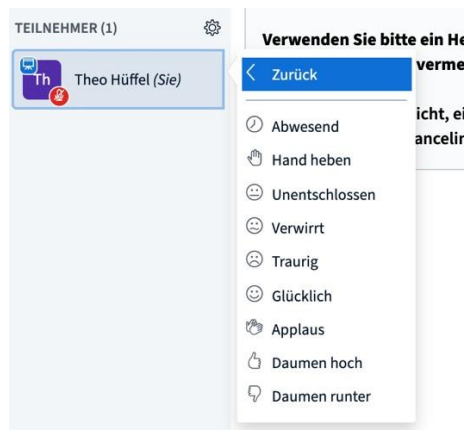 TEILNEHMER (1)
Th
Theo Hüffel (Sie)
Verwenden Sie bitte ein He
verme
icht, ei
ancelin
Zurück
Abwesend
Hand heben
Unentschlossen
Verwirrt
Traurig
Glücklich
Applaus
Daumen hoch
Daumen runter